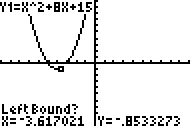 Y1=X^2+8X+15
Left Bound?
X=-3.617021 Y=-.8533273